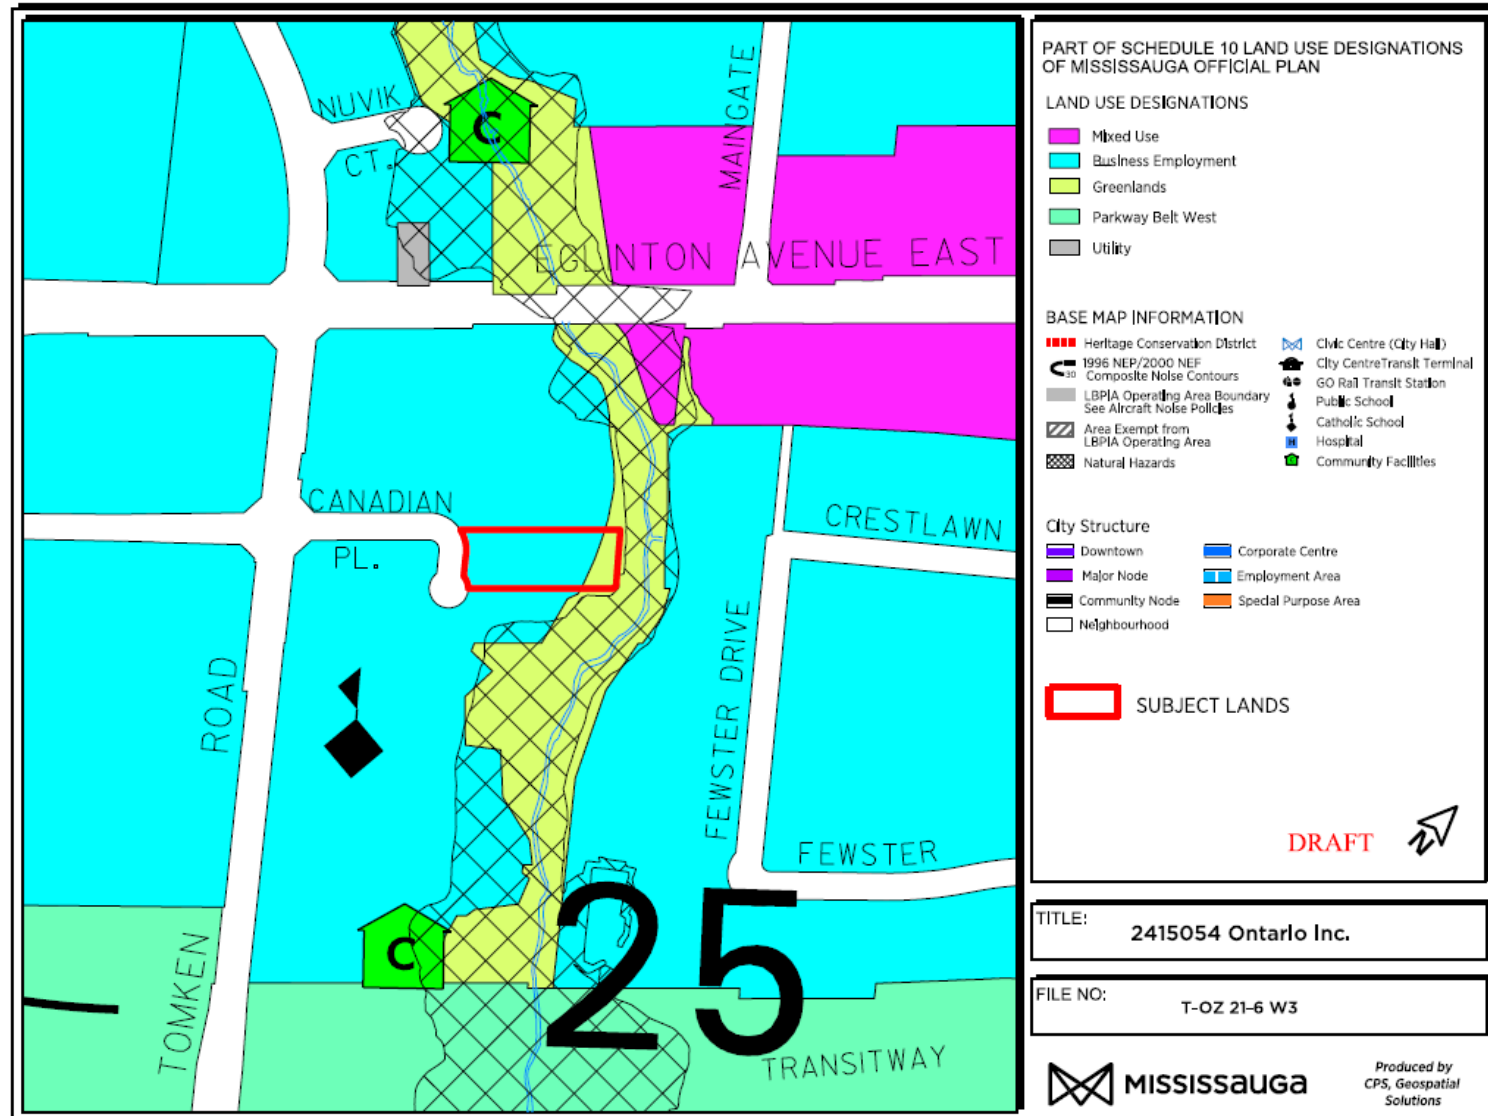 NUVIK
CT.
C
MAINGATE
EGLINTON AVENUE EAST
CANADIAN
PL.
CRESTLAWN
ROAD
FEWSTER DRIVE
FEWSTER
C
25
TOMKEN
TRANSITWAY
PART OF SCHEDULE 10 LAND USE DESIGNATIONS
OF MISSISSAUGA OFFICIAL PLAN
LAND USE DESIGNATIONS
Mixed Use
Business Employment
Greenlands
Parkway Belt West
Utility
BASE MAP INFORMATION
Heritage Conservation District
1996 NEP/2000 NEF
Composite Noise Contours
30
LBPIA Operating Area Boundary
See Aircraft Noise Policies
Area Exempt from
LBPIA Operating Area
Natural Hazards
Civic Centre (City Hall)
City CentreTransit Terminal
GO Rail Transit Station
Public School
Catholic School
H
Hospital
Community Facilities
City Structure
Downtown
Major Node
Community Node
Neighbourhood
Corporate Centre
Employment Area
Special Purpose Area
SUBJECT LANDS
DRAFT
N
TITLE:
2415054 Ontario Inc.
FILE NO:
T-OZ 21-6 W3
MISSISSAUGA
Produced by
CPS, Geospatial
Solutions